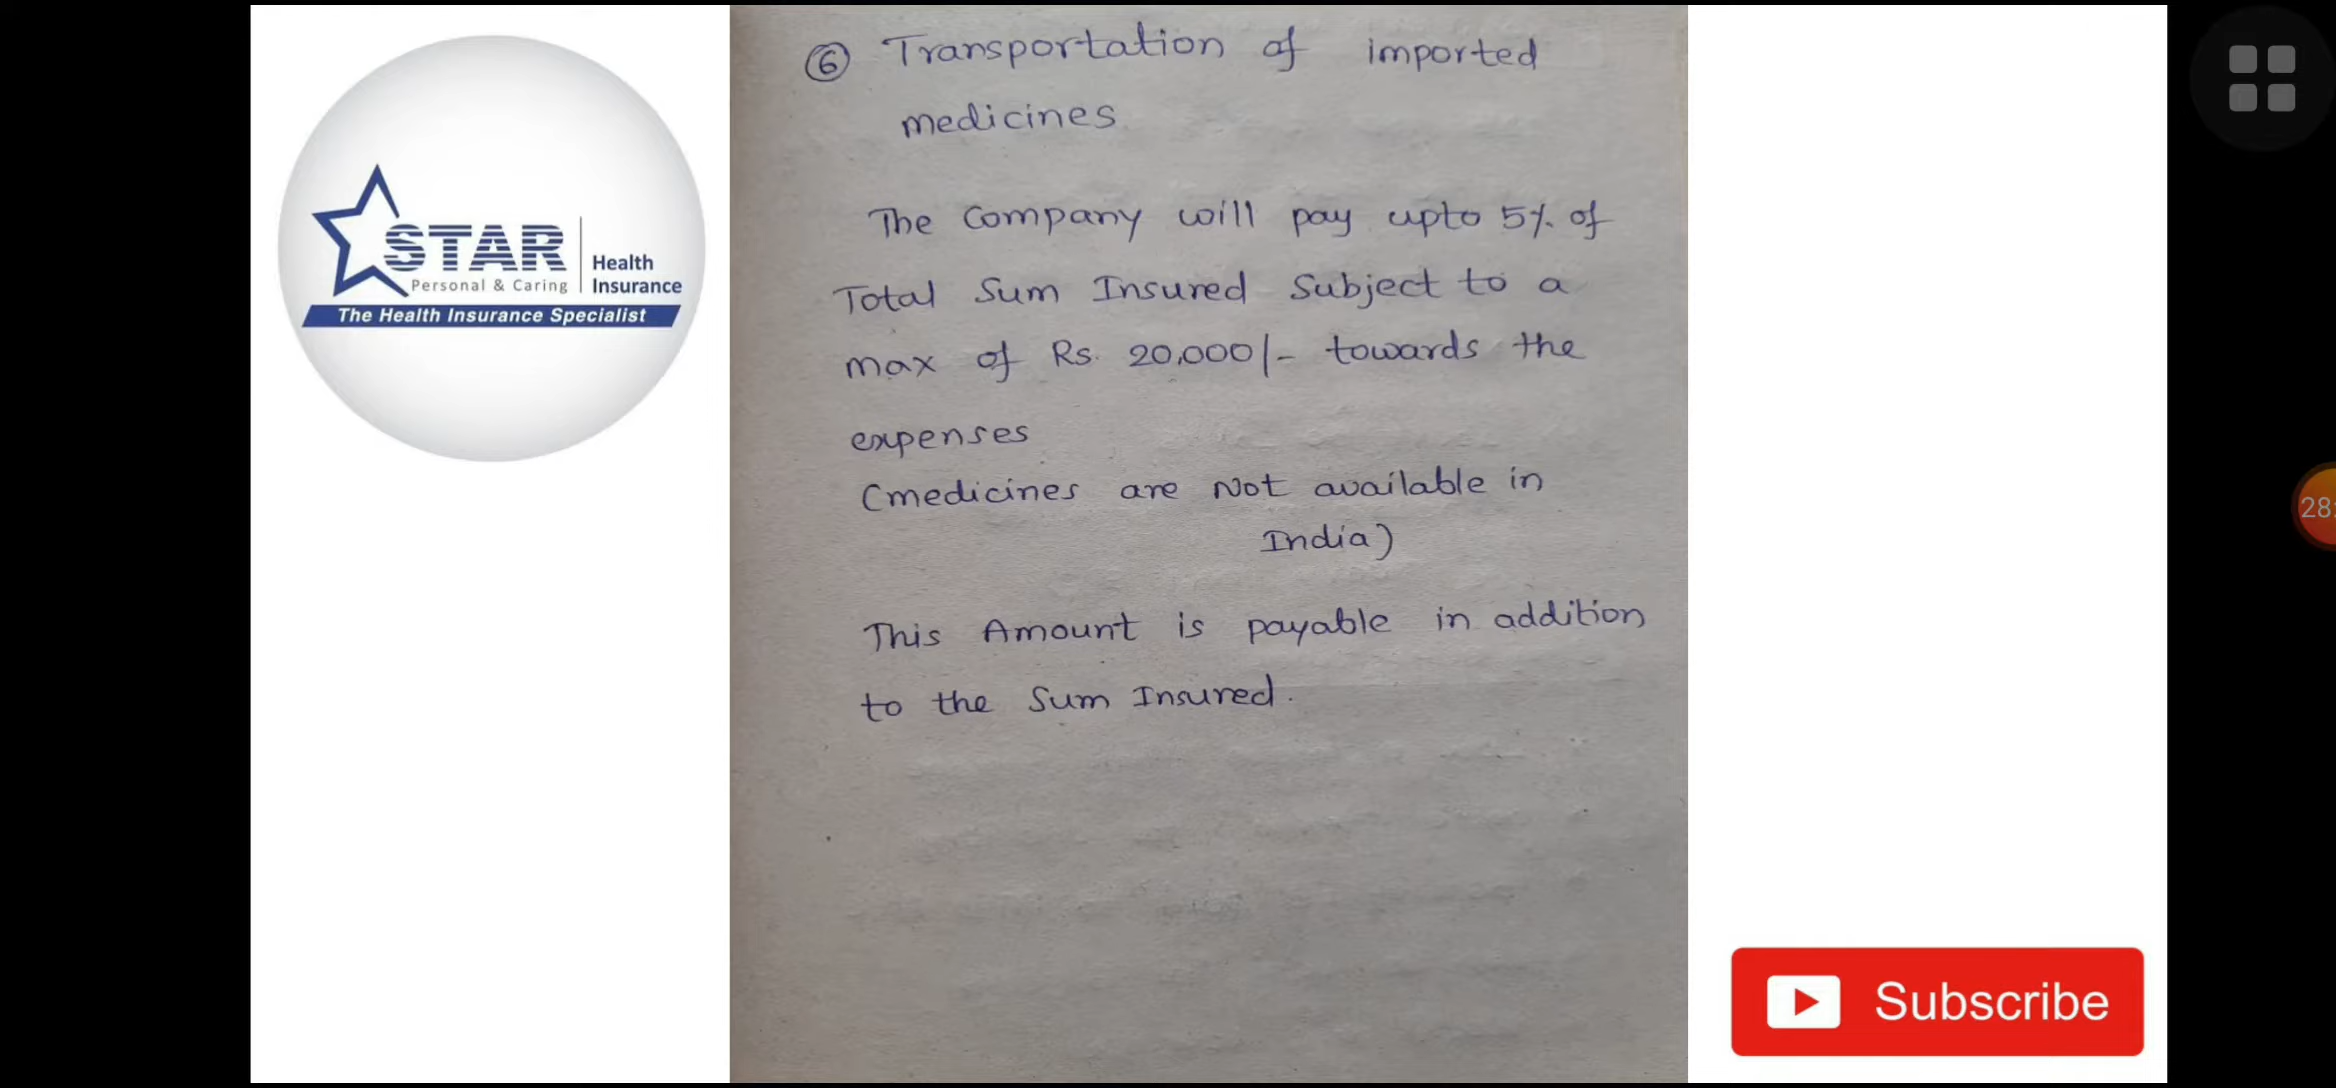 STAR
Personal & Caring
Health
Insurance
The Health Insurance Specialist
6 Transportation of imported
medicines
The Company will pay upto 5% of
Total Sum Insured Subject to a
max of Rs. 20,000/- towards the
expenses
(medicines are Not available in
India)
This Amount is payable in addition
to the Sum Insured.
28:
Subscribe